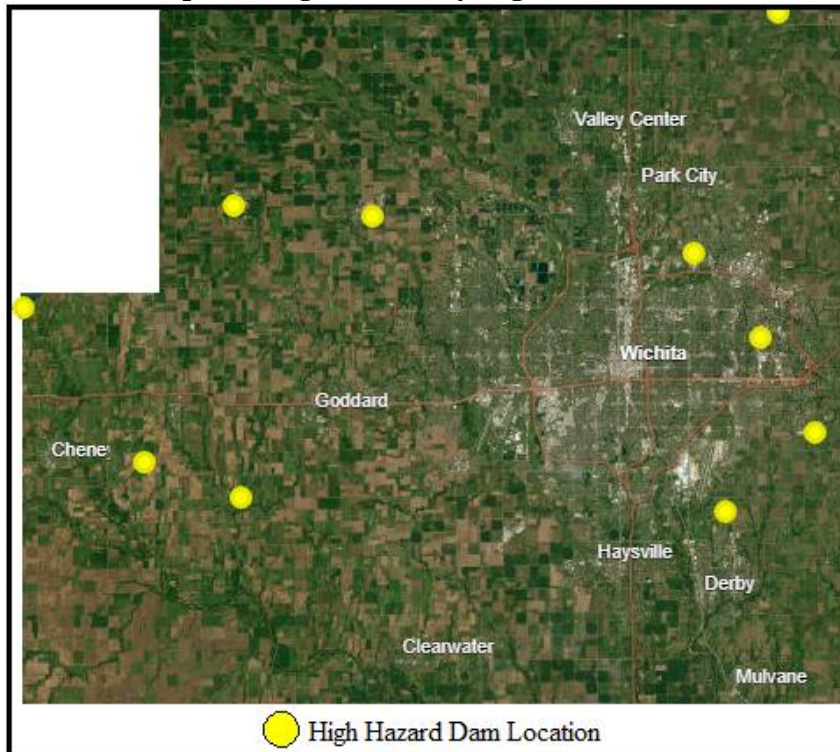 Valley Center
Park City
Wichita
Goddard
Chene
Haysville
Derby
Clearwater
Mulvane
High Hazard Dam Location